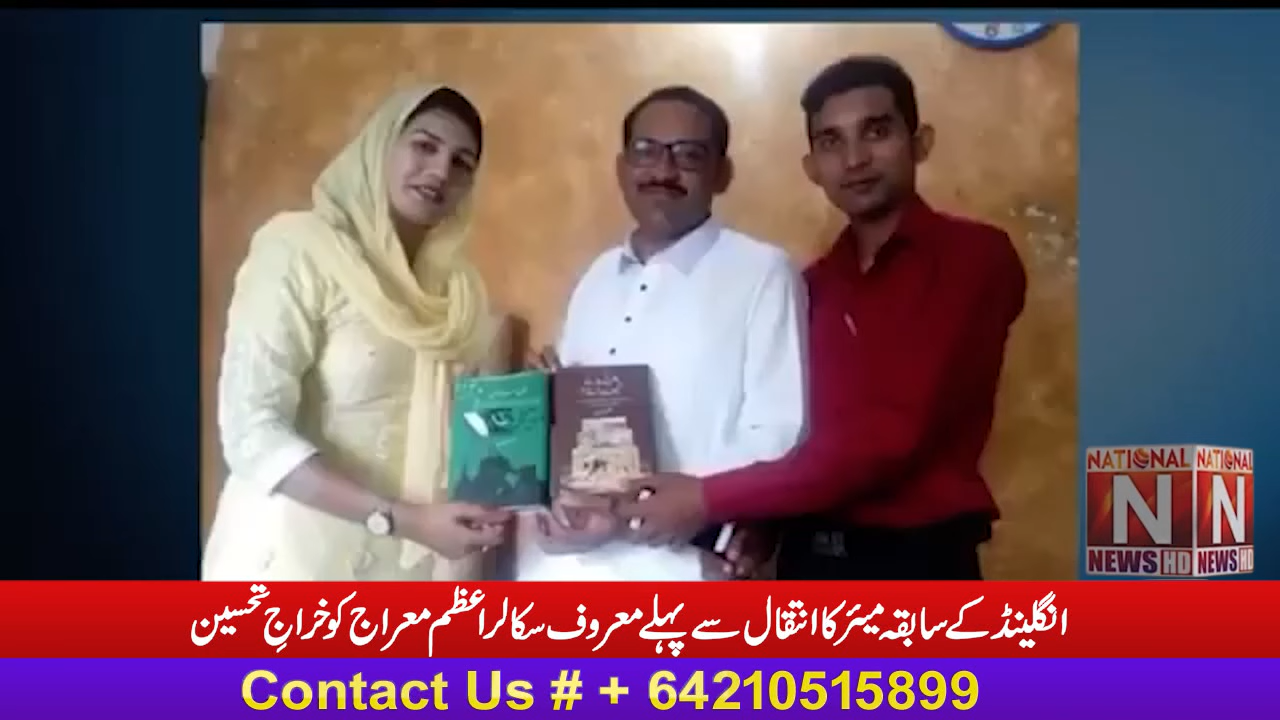 NATIONAL NATIONAL
N N
NEWS HD NEWS HD
انگلینڈ کے سابقہ میئر کا انتقال سے پہلے معروف سکالر اعظم معراج کو خراجِ تحسین
Contact Us # + 64210515899